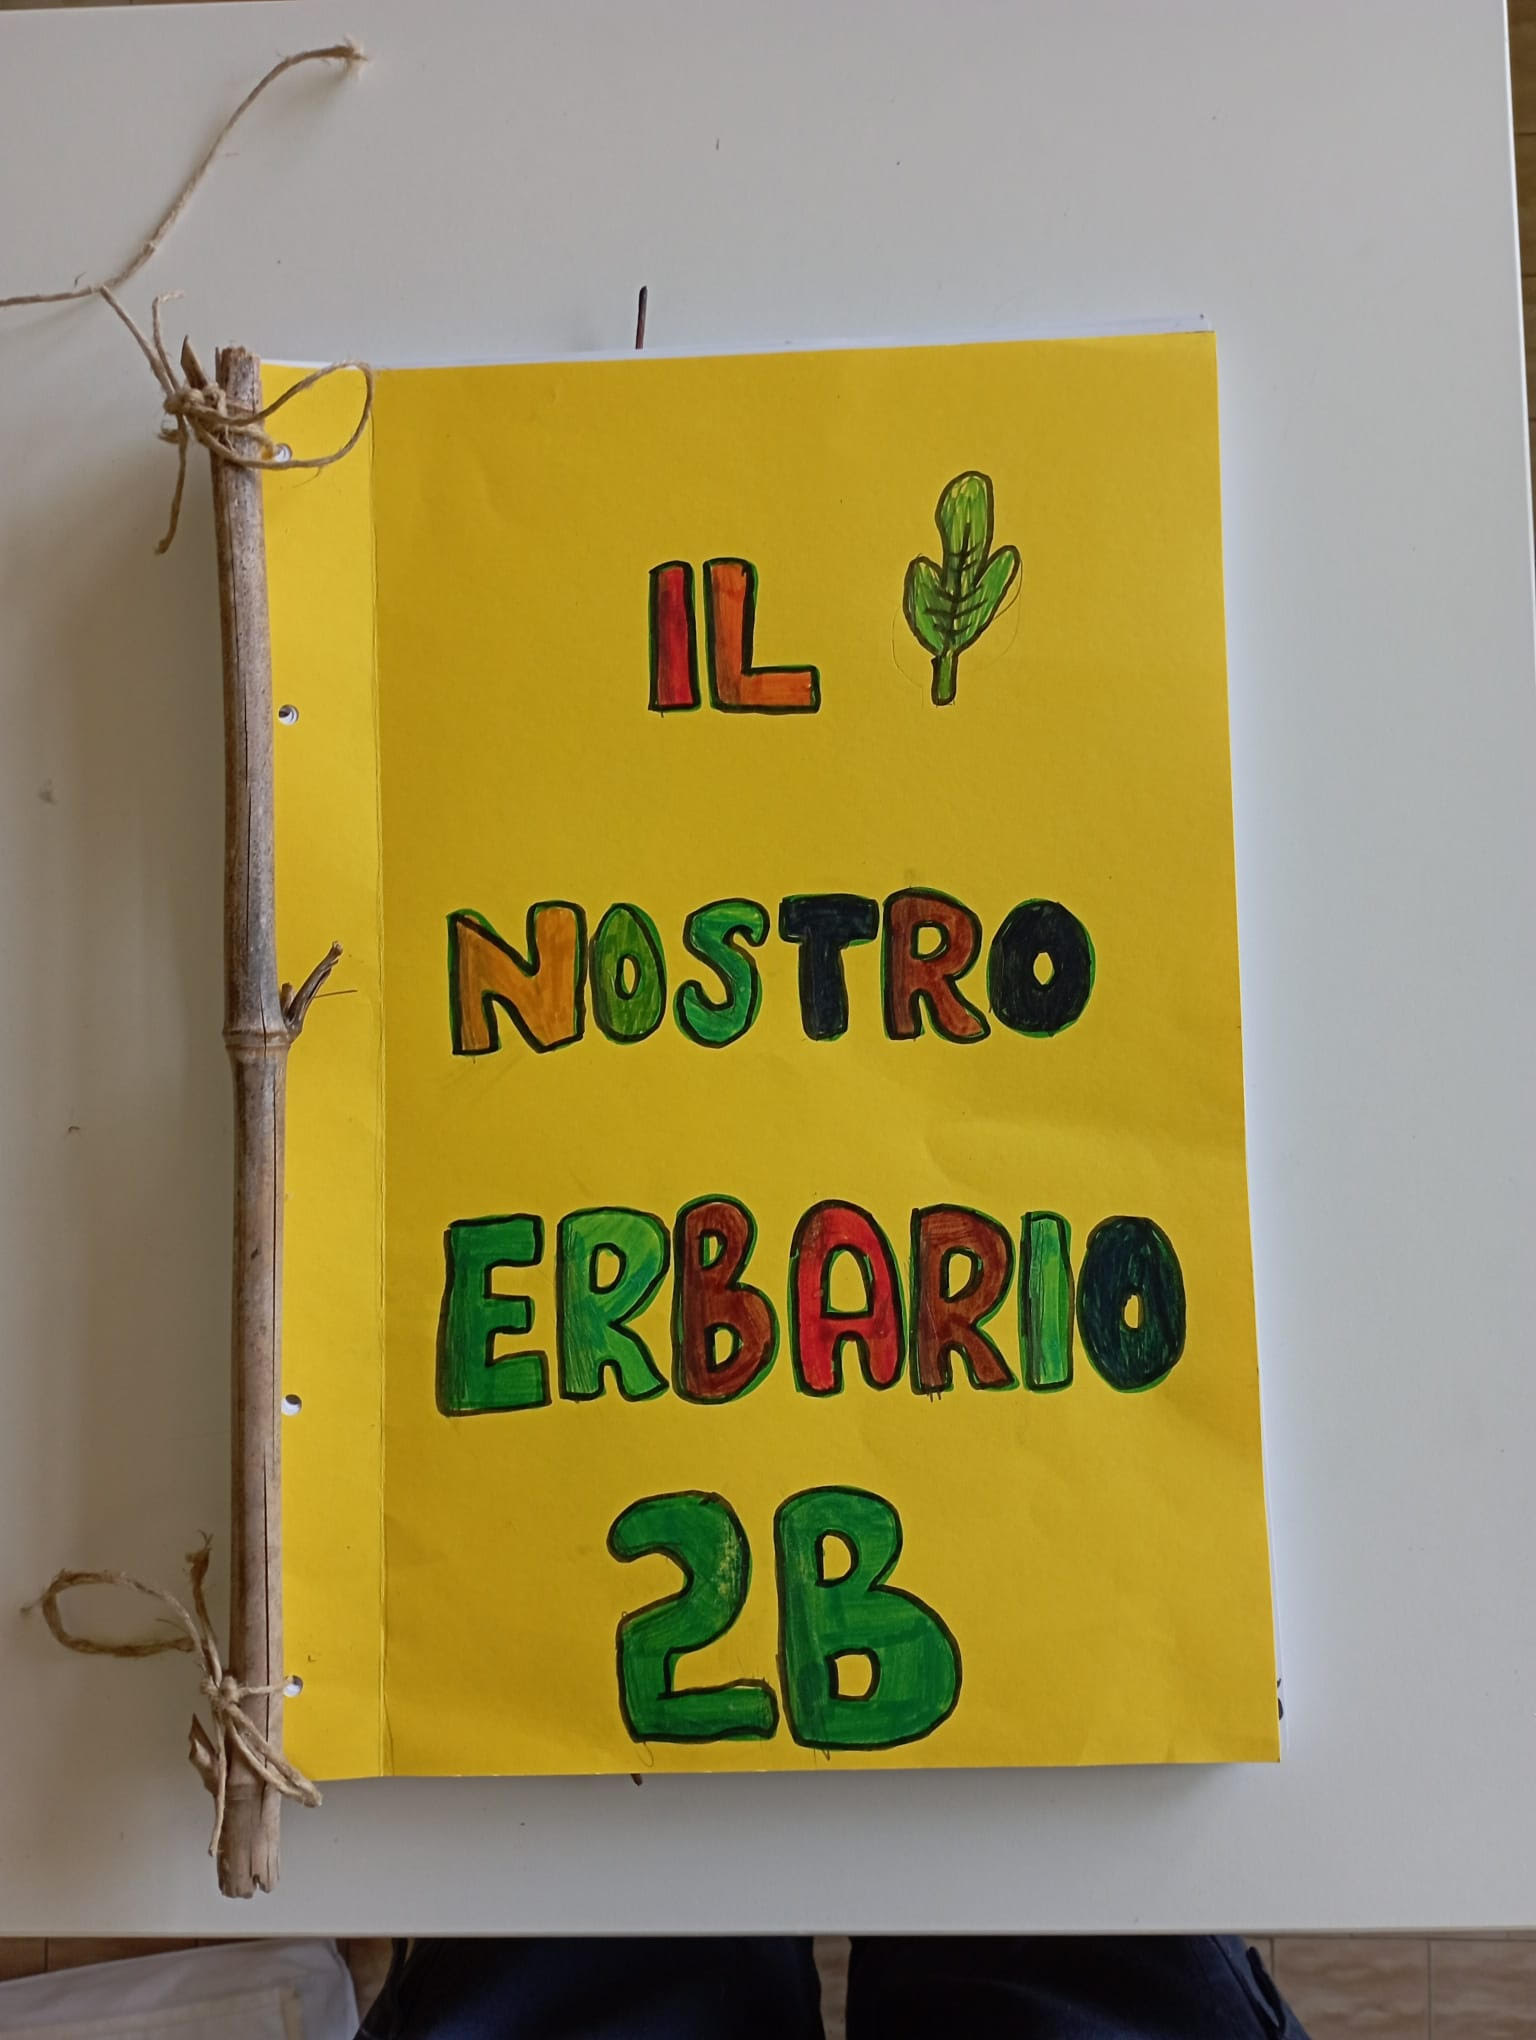 IL
NOSTRO
ERBARIO
2B